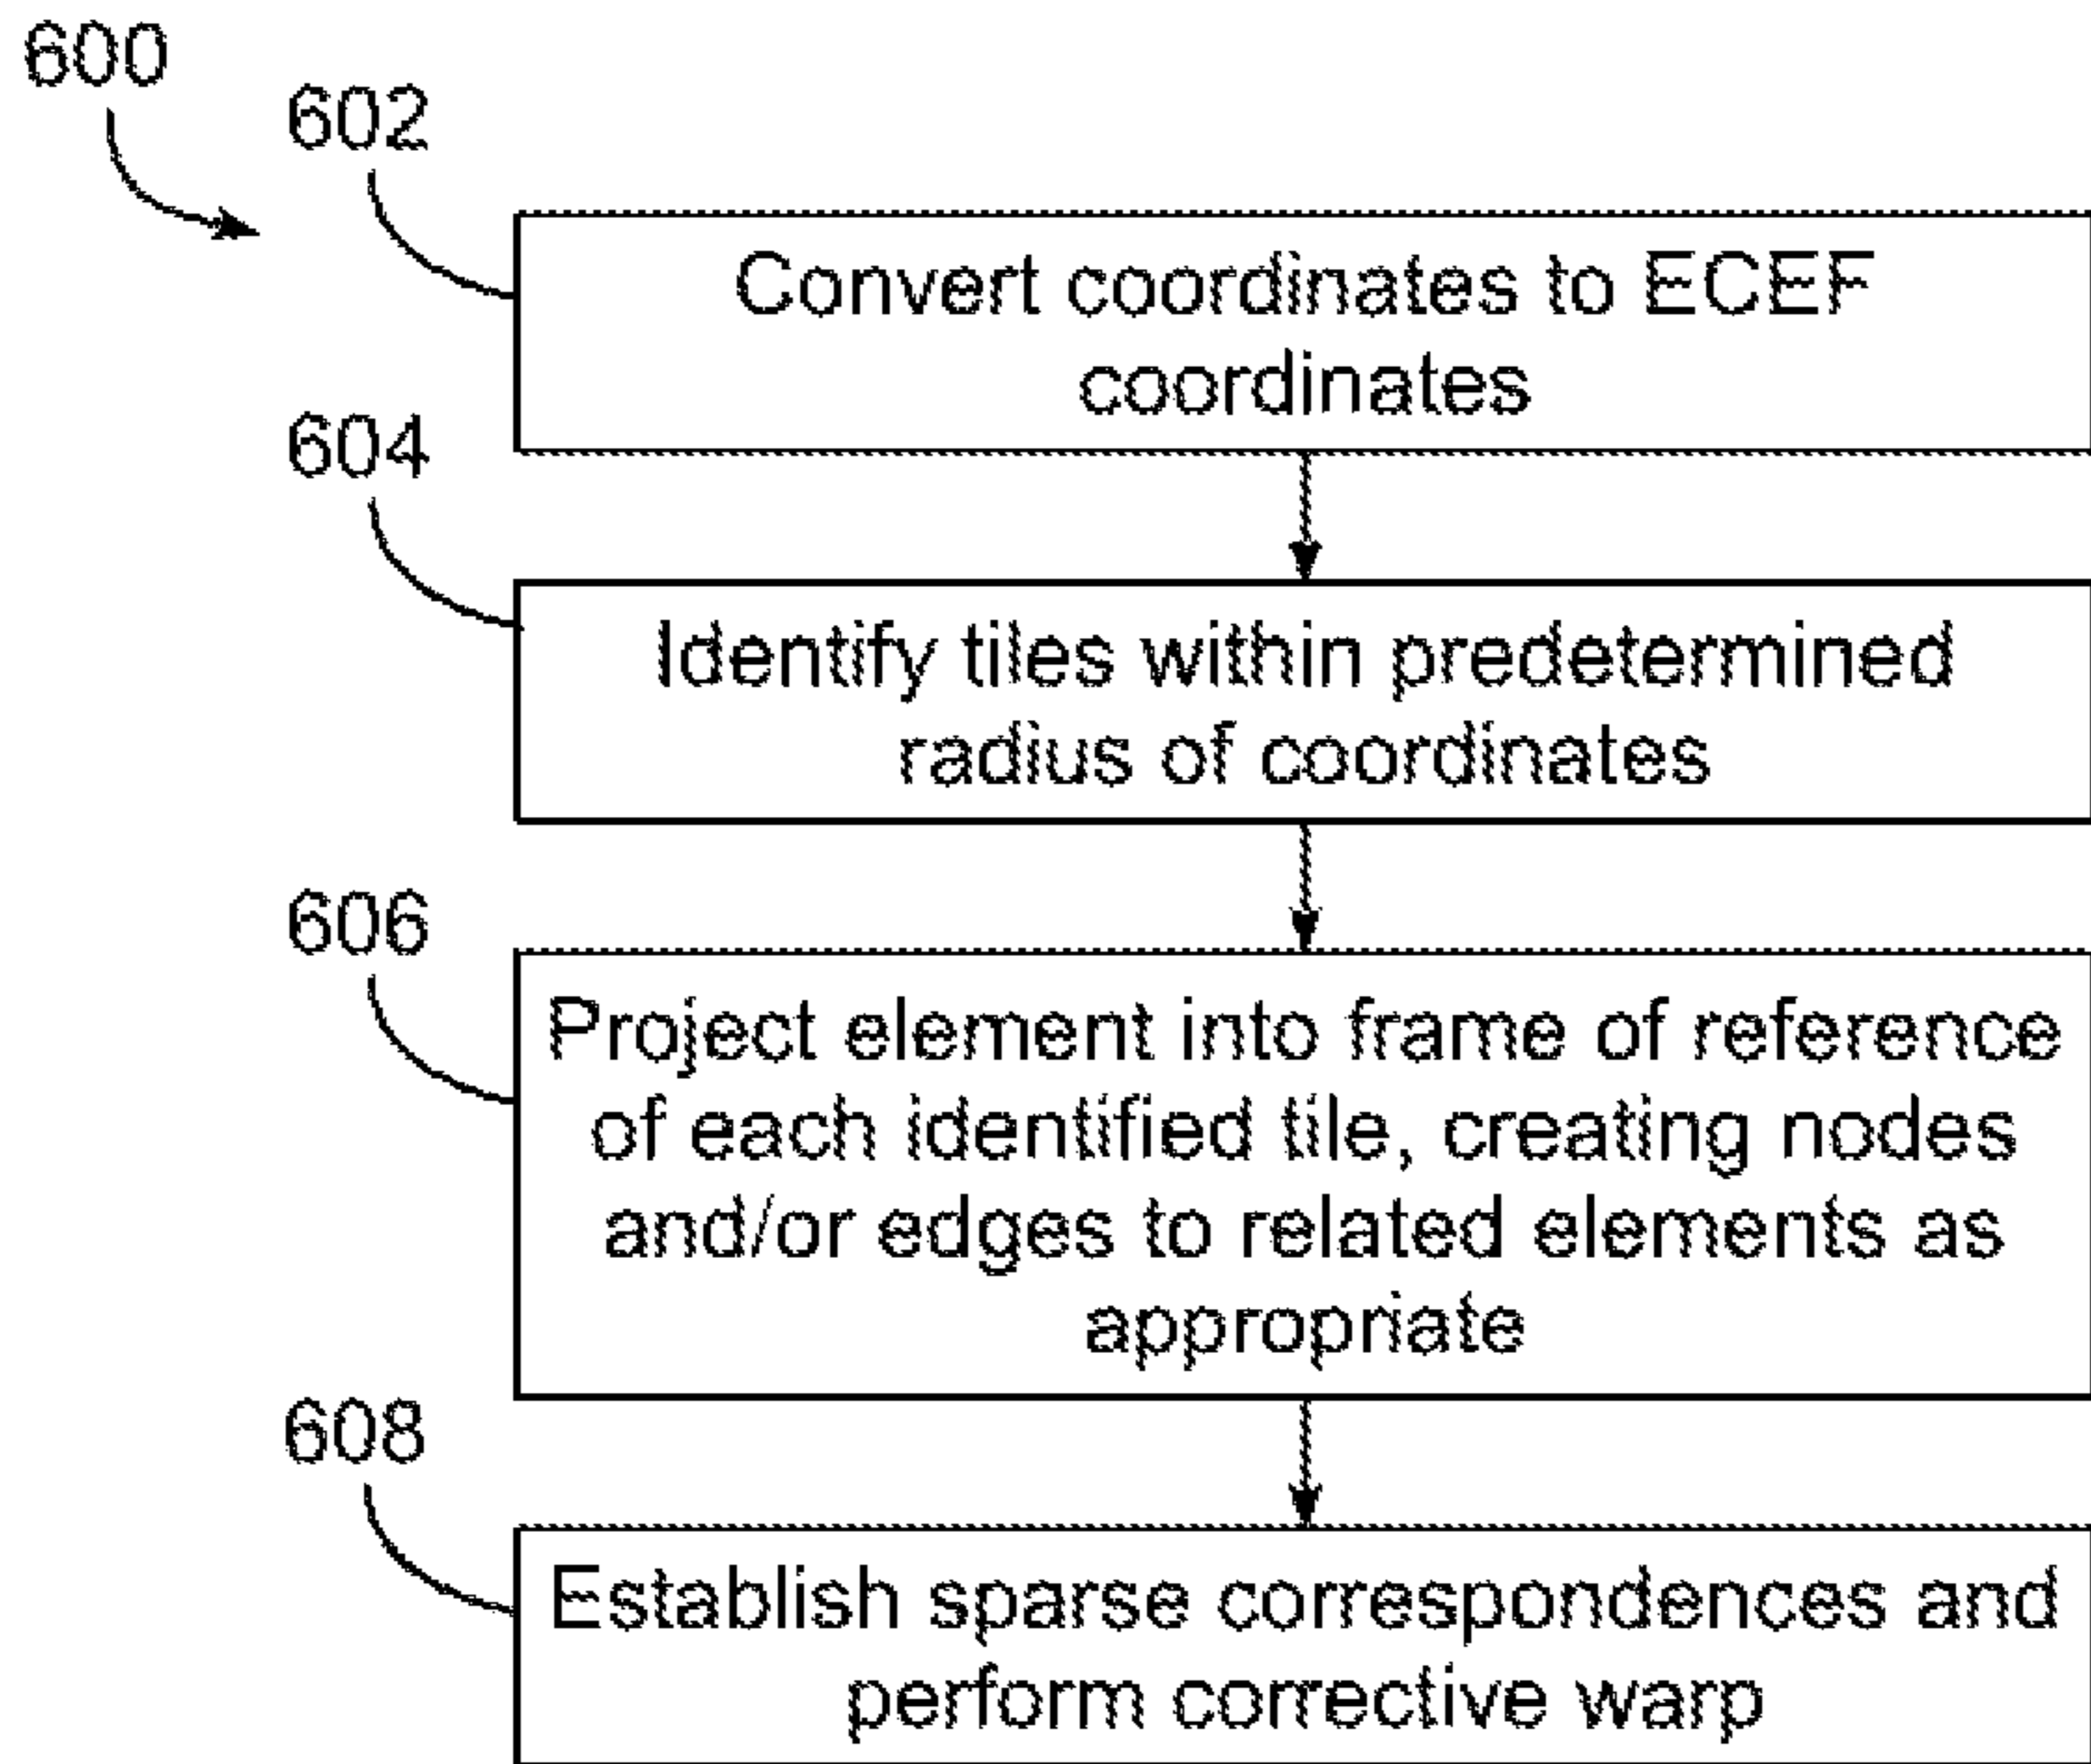 600
602
Convert coordinates to ECEF
coordinates
604
Identify tiles within predetermined
radius of coordinates
606
Project element into frame of reference
of each identified tile, creating nodes
and/or edges to related elements as
appropriate
608
Establish sparse correspondences and
perform corrective warp